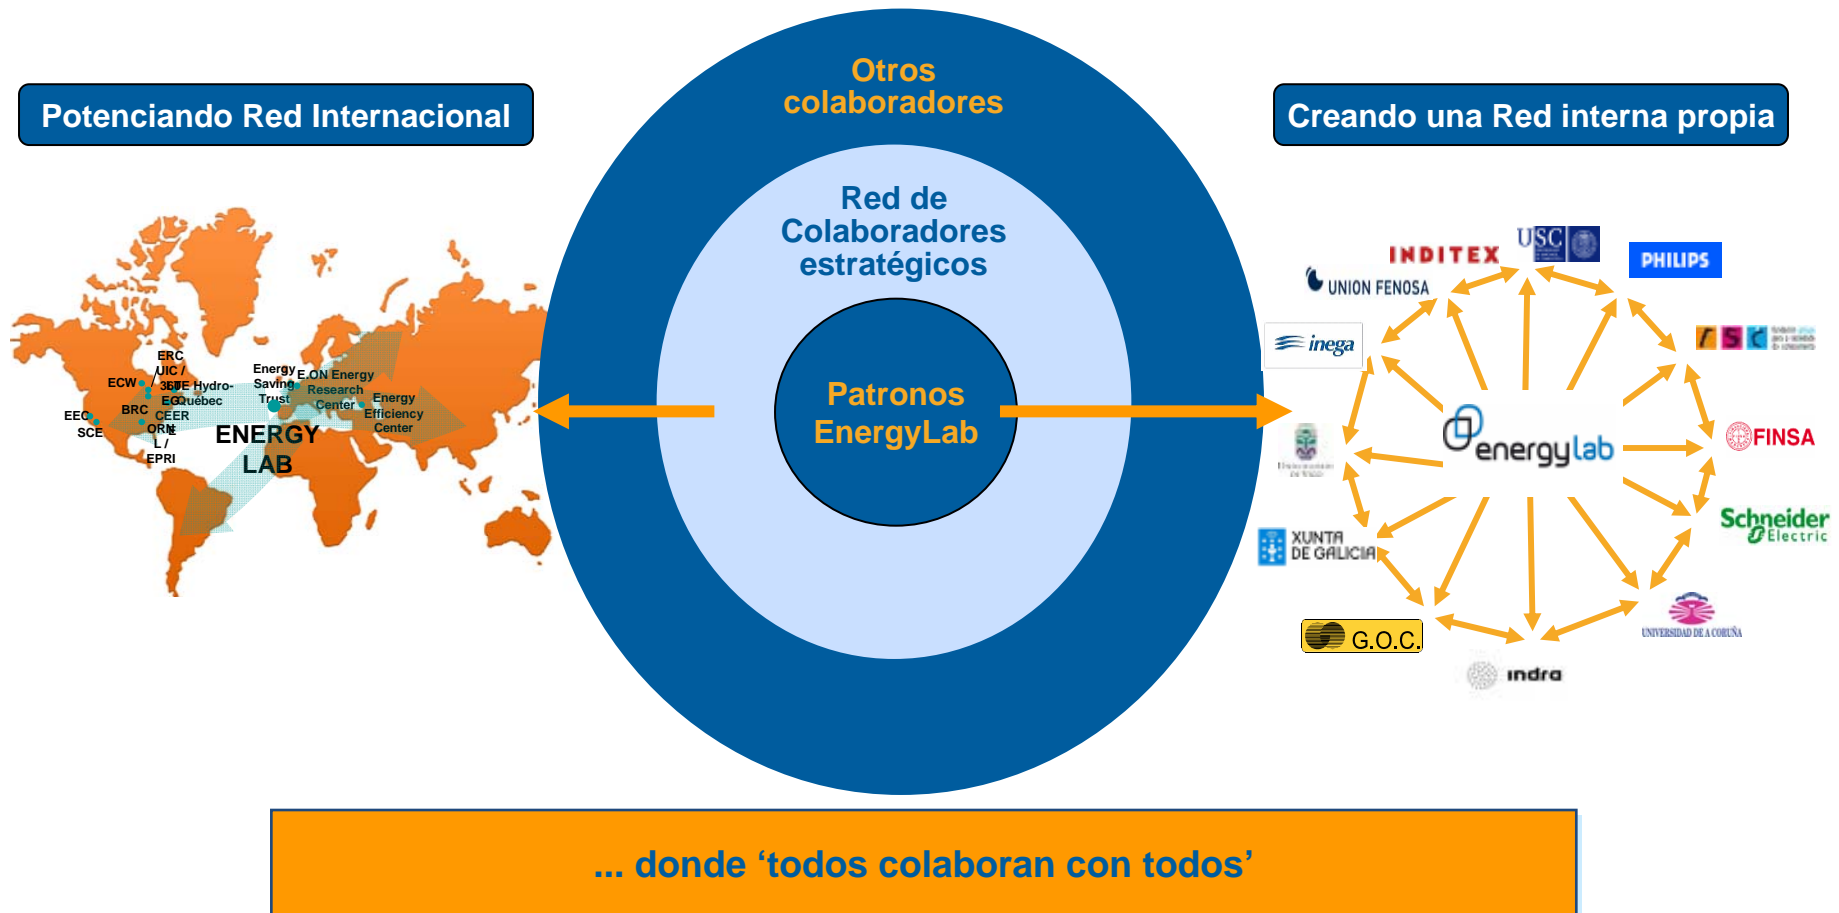 Otros
colaboradores
Potenciando Red Internacional
Creando una Red interna propia
Red de
Colaboradores
estratégicos
Patronos
EnergyLab
ERC
UIC /
ECW
Hydro-
Québec
EEC
SCE
BRC
CEER
L /
EPRI
Energy
Saving
Trust
E.ON Energy
Research
Center
Energy
Efficiency
Center
ENERGY
LAB
INDITEX
USC
PHILIPS
UNION FENOSA
inega
fsc
energylab
FINSA
XUNTA
DE GALICIA
Schneider
Electric
G.O.C.
UNIVERSIDAD DE A CORUÑA
indra
... donde ‘todos colaboran con todos’